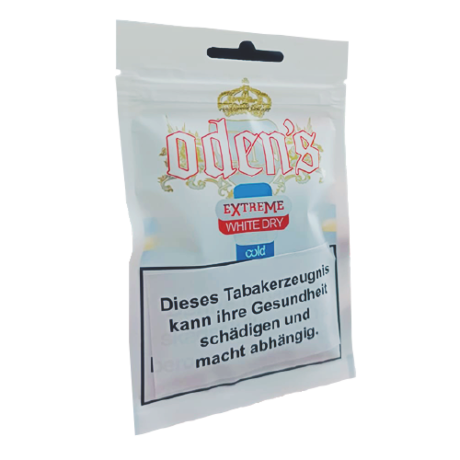 oden's
EXTREME
WHITE DRY
cold
Dieses Tabakerzeugnis
kann ihre Gesundheit
schädigen und
macht abhängig.